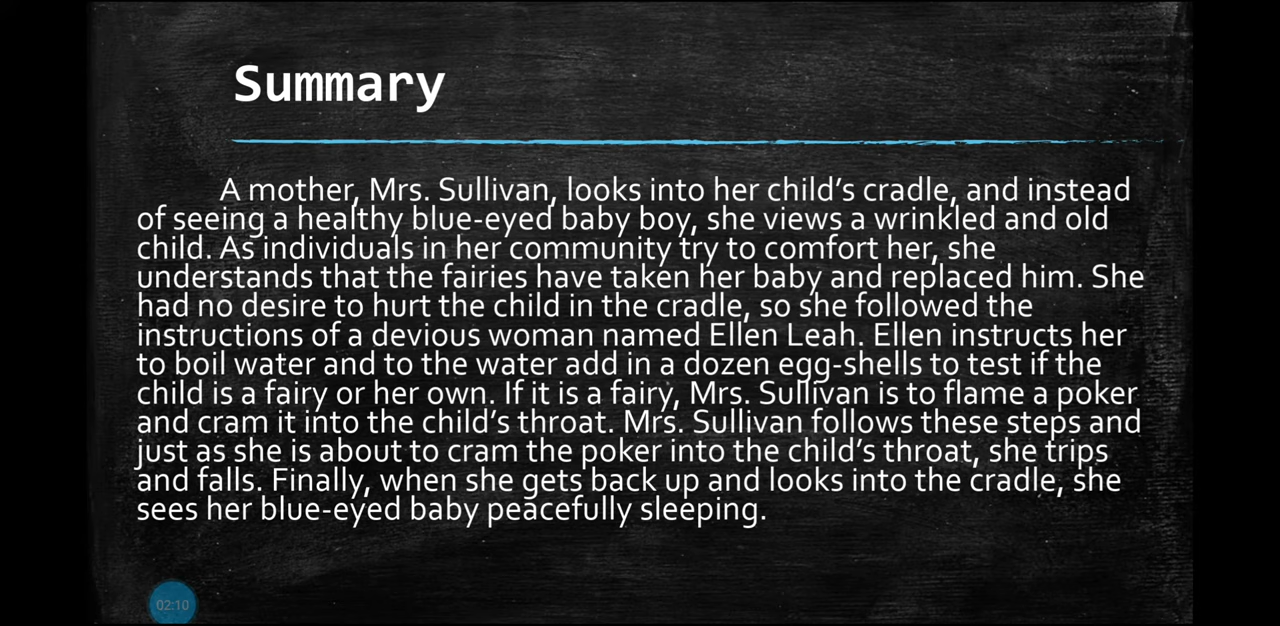 Summary
A mother, Mrs. Sullivan, looks into her child’s cradle, and instead
of seeing a healthy blue-eyed baby boy, she views a wrinkled and old
child. As individuals in her community try to comfort her, she
understands that the fairies have taken her baby and replaced him. She
had no desire to hurt the child in the cradle, so she followed the
instructions of a devious woman named Ellen Leah. Ellen instructs her
to boil water and to the water add in a dozen egg-shells to test if the
child is a fairy or her own. If it is a fairy, Mrs. Sullivan is to flame a poker
and cram it into the child’s throat. Mrs. Sullivan follows these steps and
just as she is about to cram the poker into the child’s throat, she trips
and falls. Finally, when she gets back up and looks into the cradle, she
sees her blue-eyed baby peacefully sleeping.
02:10